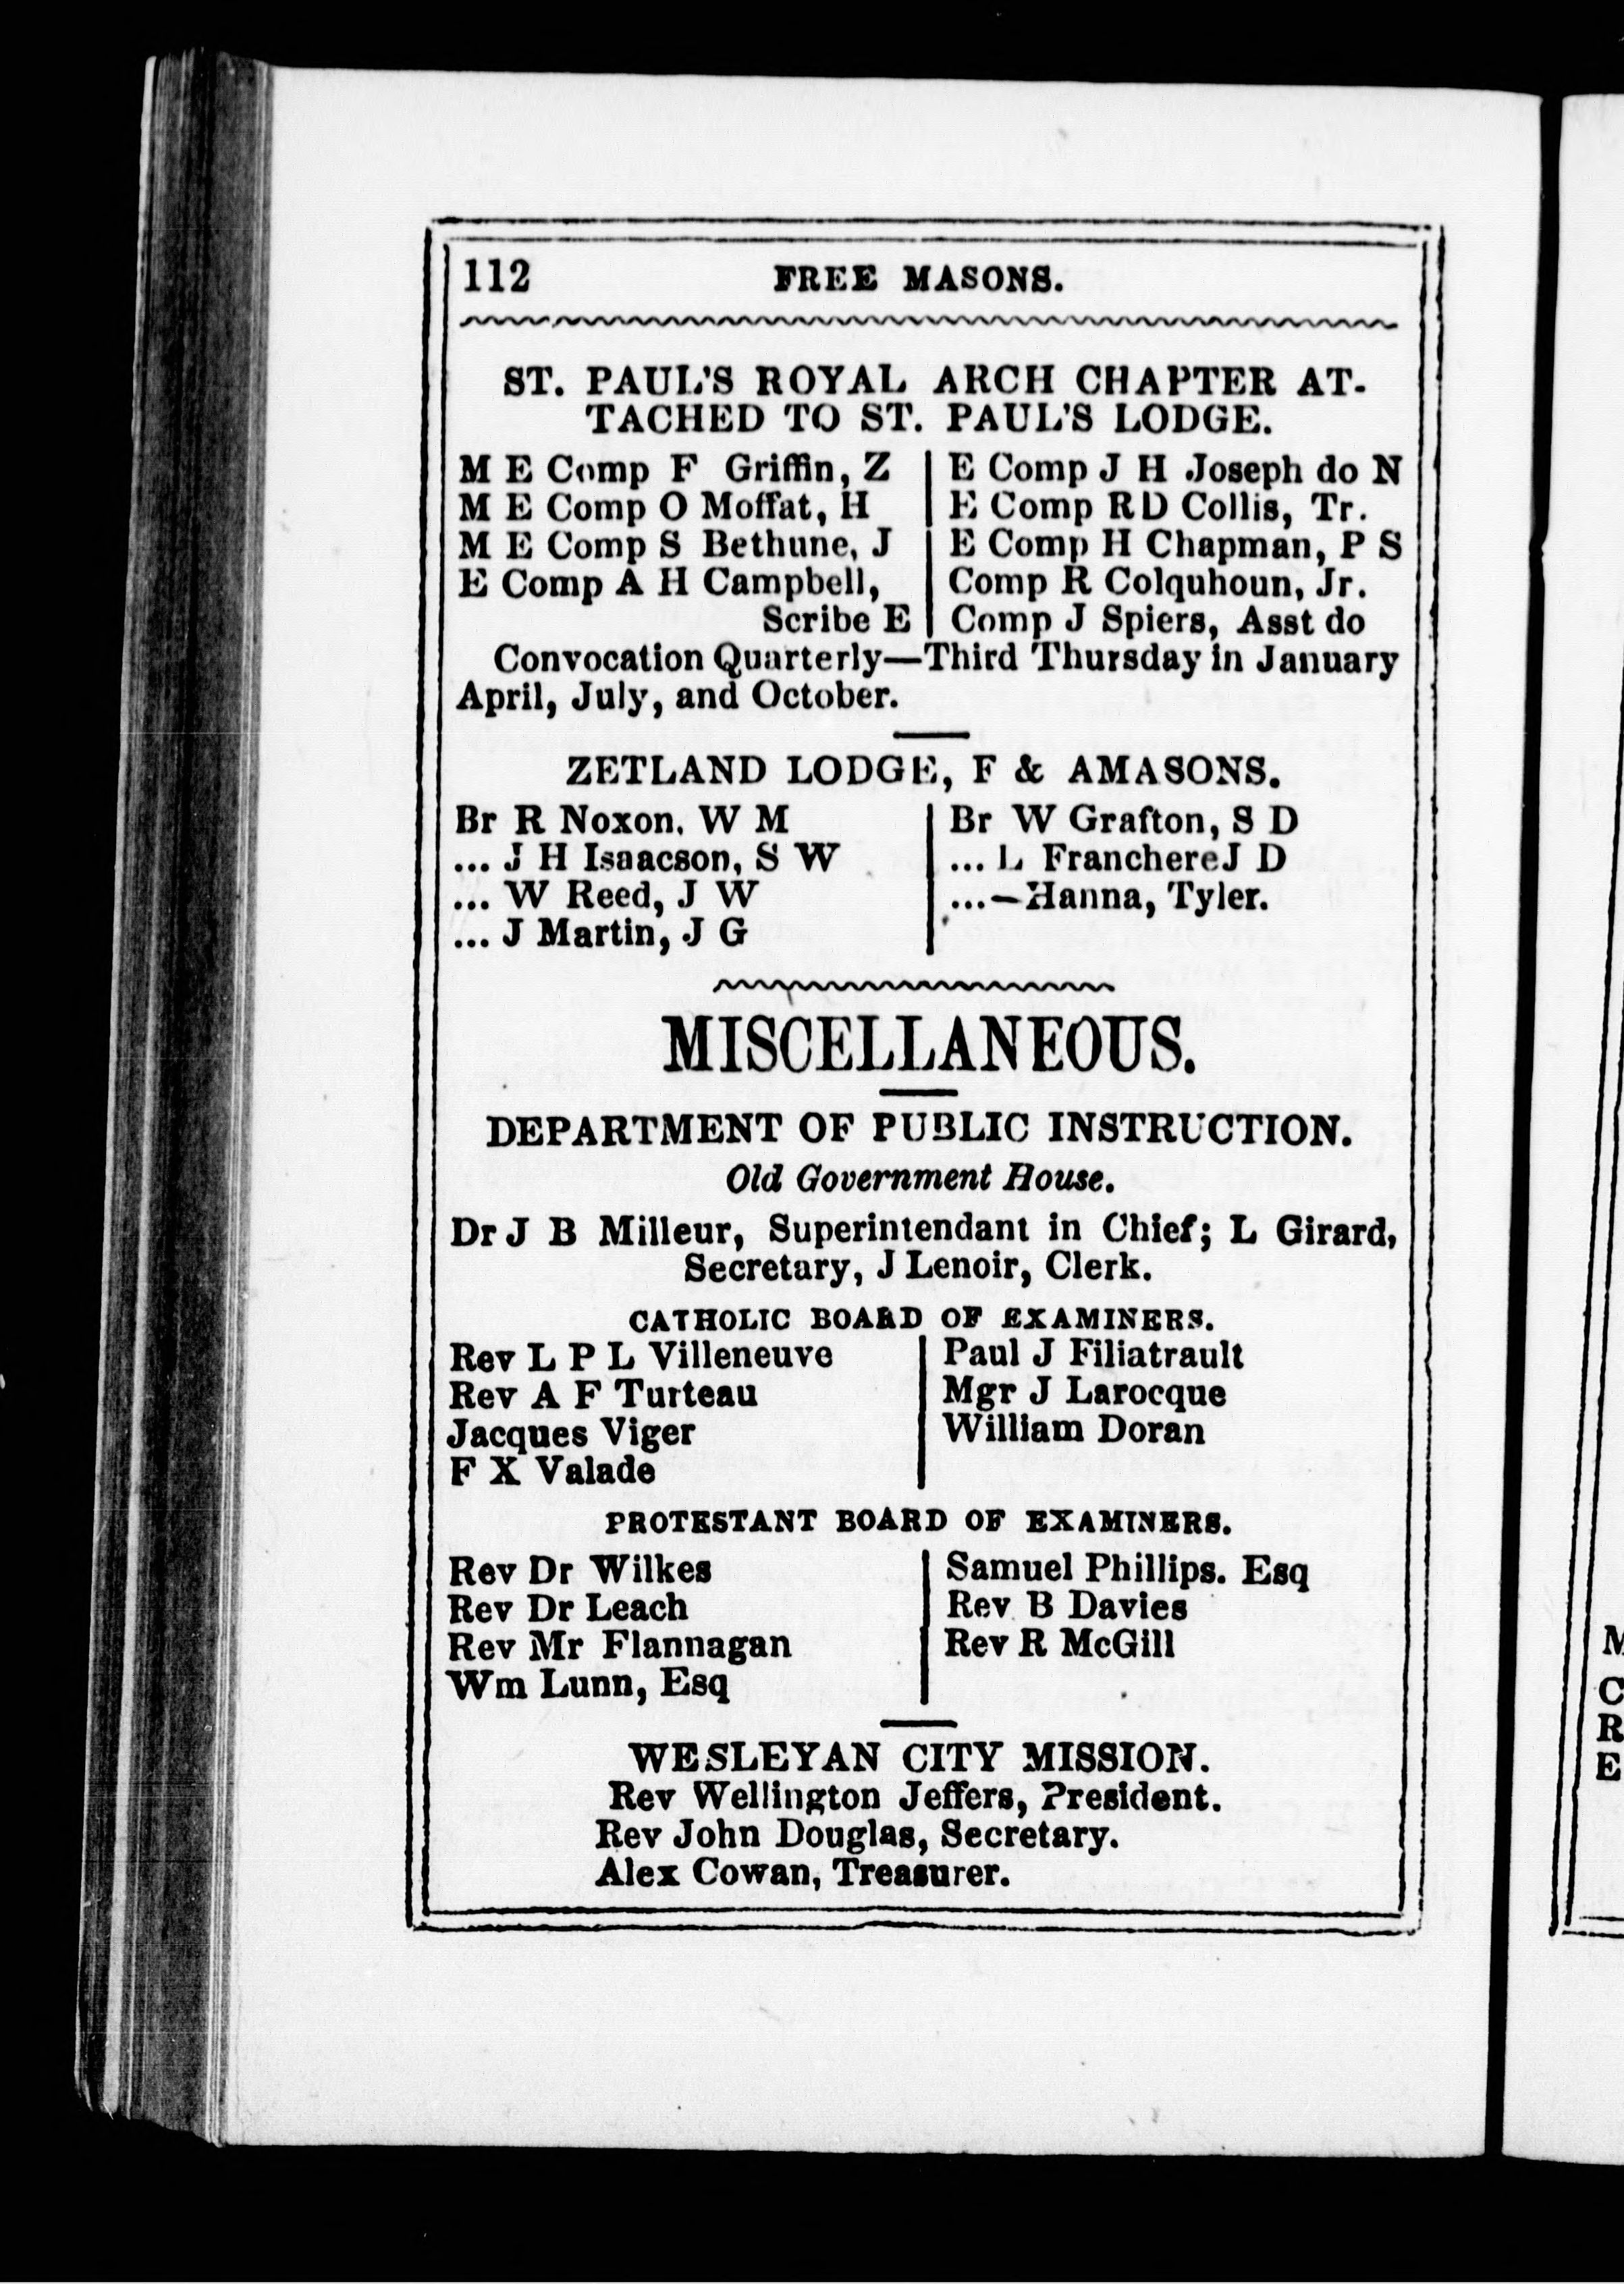 112 FREE MASONS.
ST. PAUL'S ROYAL ARCH CHAPTER AT-
TACHED TO ST. PAUL'S LODGE.
M E Comp F Griffin, Z
M E Comp O Moffat, H
M E Comp S Bethune, J
E Comp A H Campbell,
Scribe E
E Comp J H Joseph do N
E Comp R D Collis, Tr.
E Comp H Chapman, P S
Comp R Colquhoun, Jr.
Comp J Spiers, Asst do
Convocation Quarterly—Third Thursday in January
April, July, and October.
ZETLAND LODGE, F & AMASONS.
Br R Noxon. W M
... J H Isaacson, S W
... W Reed, J W
... J Martin, J G
Br W Grafton, S D
... L Franchere J D
...—Hanna, Tyler.
MISCELLANEOUS.
DEPARTMENT OF PUBLIC INSTRUCTION.
Old Government House.
Dr J B Milleur, Superintendant in Chief; L Girard,
Secretary, J Lenoir, Clerk.
CATHOLIC BOARD OF EXAMINERS.
Rev L P L Villeneuve
Rev A F Turteau
Jacques Viger
F X Valade
Paul J Filiatrault
Mgr J Larocque
William Doran
PROTESTANT BOARD OF EXAMINERS.
Rev Dr Wilkes
Rev Dr Leach
Rev Mr Flannagan
Wm Lunn, Esq
Samuel Phillips. Esq
Rev B Davies
Rev R McGill
WESLEYAN CITY MISSION.
Rev Wellington Jeffers, President.
Rev John Douglas, Secretary.
Alex Cowan, Treasurer.
M
C
R
E